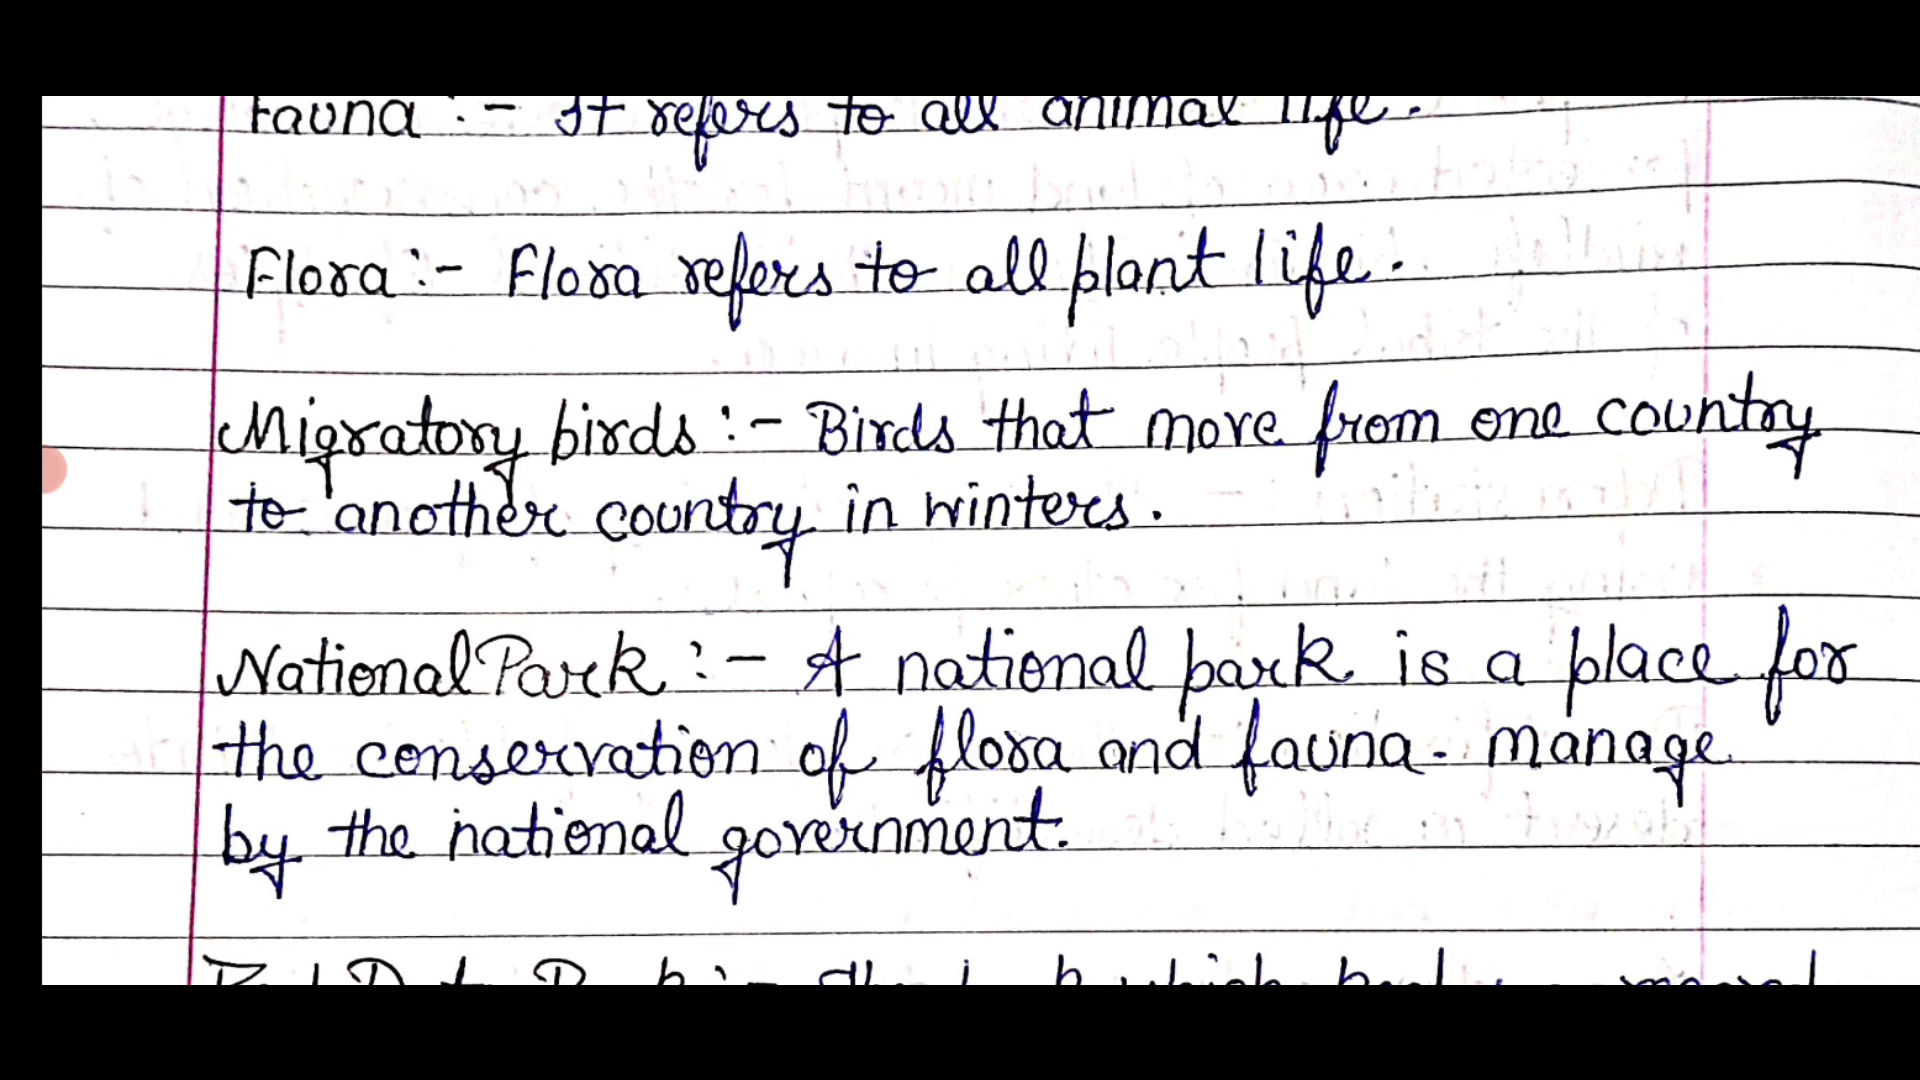 Fauna :- It refers to all animal life.
Flora :- Flora refers to all plant life.
Migratory birds :- Birds that move from one country
to another country in winters.
National Park :- A national park is a place for
the conservation of flora and fauna. manage
by the national government.